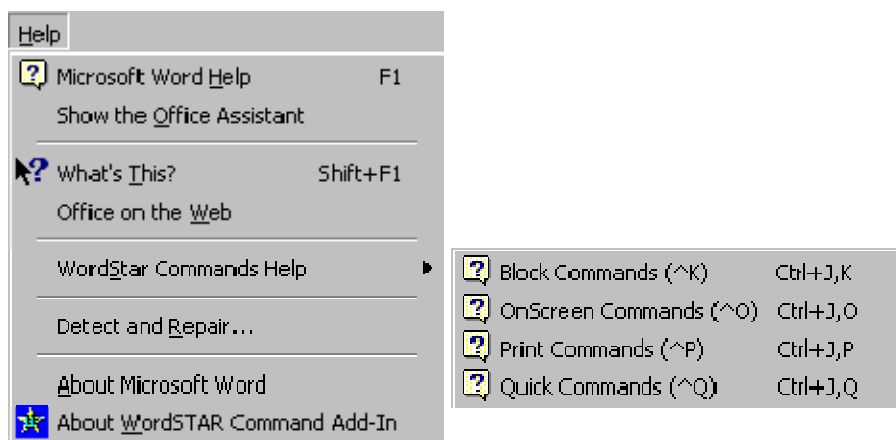 Help
Microsoft Word Help F1
Show the Office Assistant
What's This? Shift+F1
Office on the Web
WordStar Commands Help
Detect and Repair...
About Microsoft Word
About WordSTAR Command Add-In
Block Commands (^K) Ctrl+J,K
OnScreen Commands (^O) Ctrl+J,O
Print Commands (^P) Ctrl+J,P
Quick Commands (^Q) Ctrl+J,Q